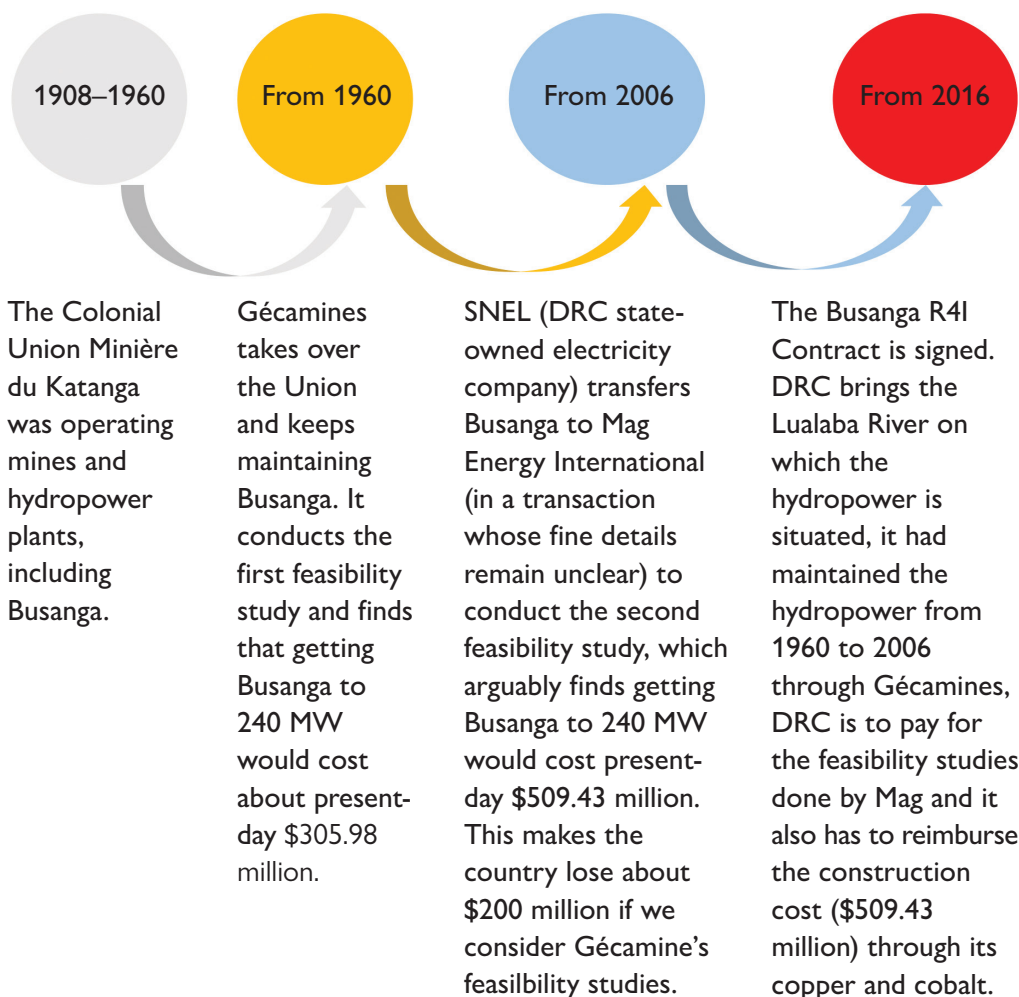 1908–1960
From 1960
From 2006
From 2016
The Colonial
Union Minière
du Katanga
was operating
mines and
hydropower
plants,
including
Busanga.
Gécamines
takes over
the Union
and keeps
maintaining
Busanga. It
conducts the
first feasibility
study and finds
that getting
Busanga to
240 MW
would cost
about present-
day $305.98
million.
SNEL (DRC state-
owned electricity
company) transfers
Busanga to Mag
Energy International
(in a transaction
whose fine details
remain unclear) to
conduct the second
feasibility study, which
arguably finds getting
Busanga to 240 MW
would cost present-
day $509.43 million.
This makes the
country lose about
$200 million if we
consider Gécamine's
feasilbility studies.
The Busanga R4I
Contract is signed.
DRC brings the
Lualaba River on
which the
hydropower is
situated, it had
maintained the
hydropower from
1960 to 2006
through Gécamines,
DRC is to pay for
the feasibility studies
done by Mag and it
also has to reimburse
the construction
cost ($509.43
million) through its
copper and cobalt.